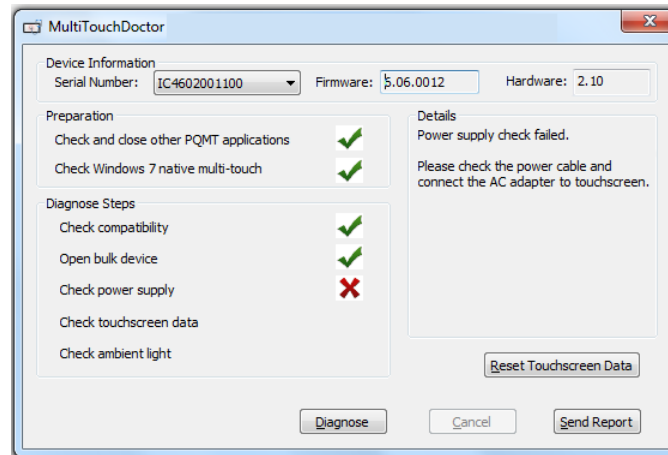 MultiTouchDoctor
Device Information
Serial Number: IC4602001100 Firmware: 5.06.0012 Hardware: 2.10
Preparation
Check and close other PQMT applications
Check Windows 7 native multi-touch
Diagnose Steps
Check compatibility
Open bulk device
Check power supply
Check touchscreen data
Check ambient light
Details
Power supply check failed.
Please check the power cable and
connect the AC adapter to touchscreen.
Reset Touchscreen Data
Diagnose Cancel Send Report